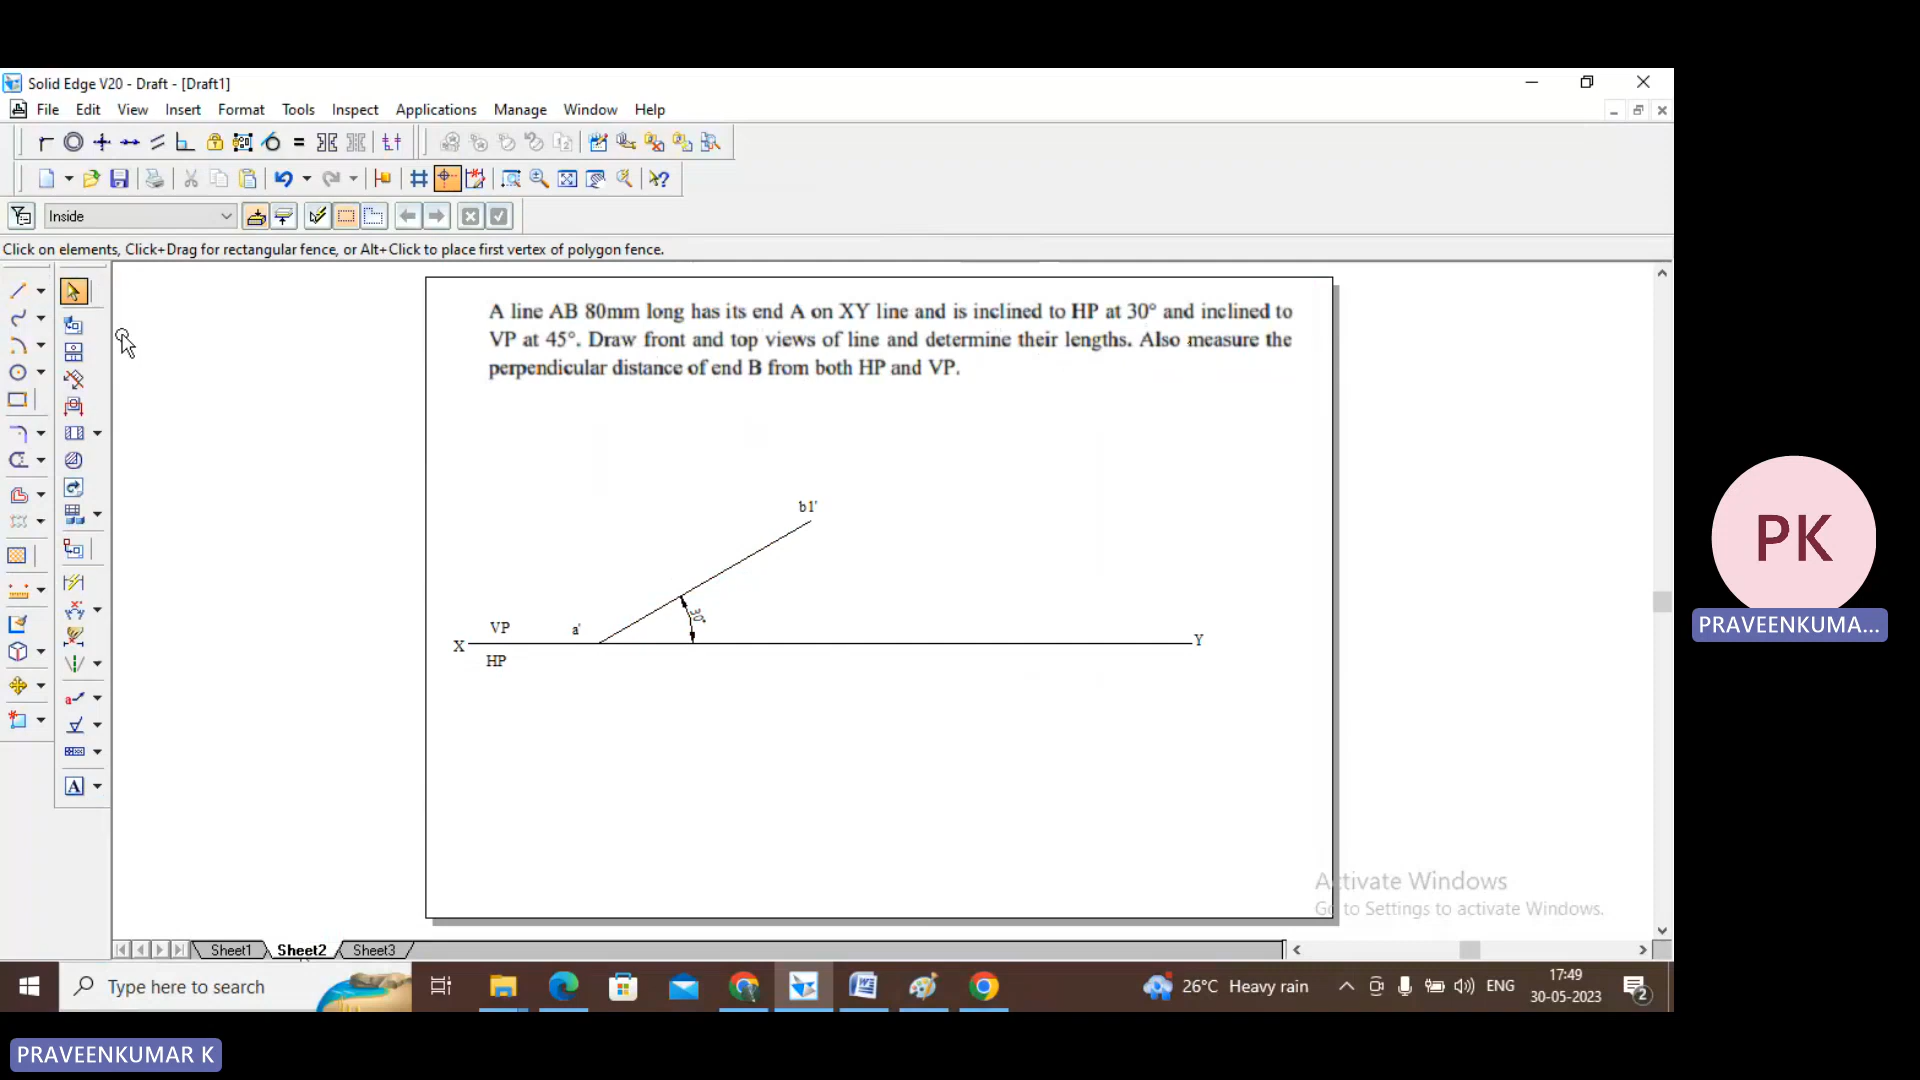 Solid Edge V20 - Draft - [Draft1]
File Edit View Insert Format Tools Inspect Applications Manage Window Help
Inside
Click on elements, Click+Drag for rectangular fence, or Alt+Click to place first vertex of polygon fence.
A line AB 80mm long has its end A on XY line and is inclined to HP at 30° and inclined to
VP at 45°. Draw front and top views of line and determine their lengths. Also measure the
perpendicular distance of end B from both HP and VP.
b1'
30°
VP
a'
X
Y
HP
PK
PRAVEENKUMA...
Activate Windows
Go to Settings to activate Windows.
Sheet1 Sheet2 Sheet3
Type here to search
26°C Heavy rain
ENG
17:49
30-05-2023
2
PRAVEENKUMAR K